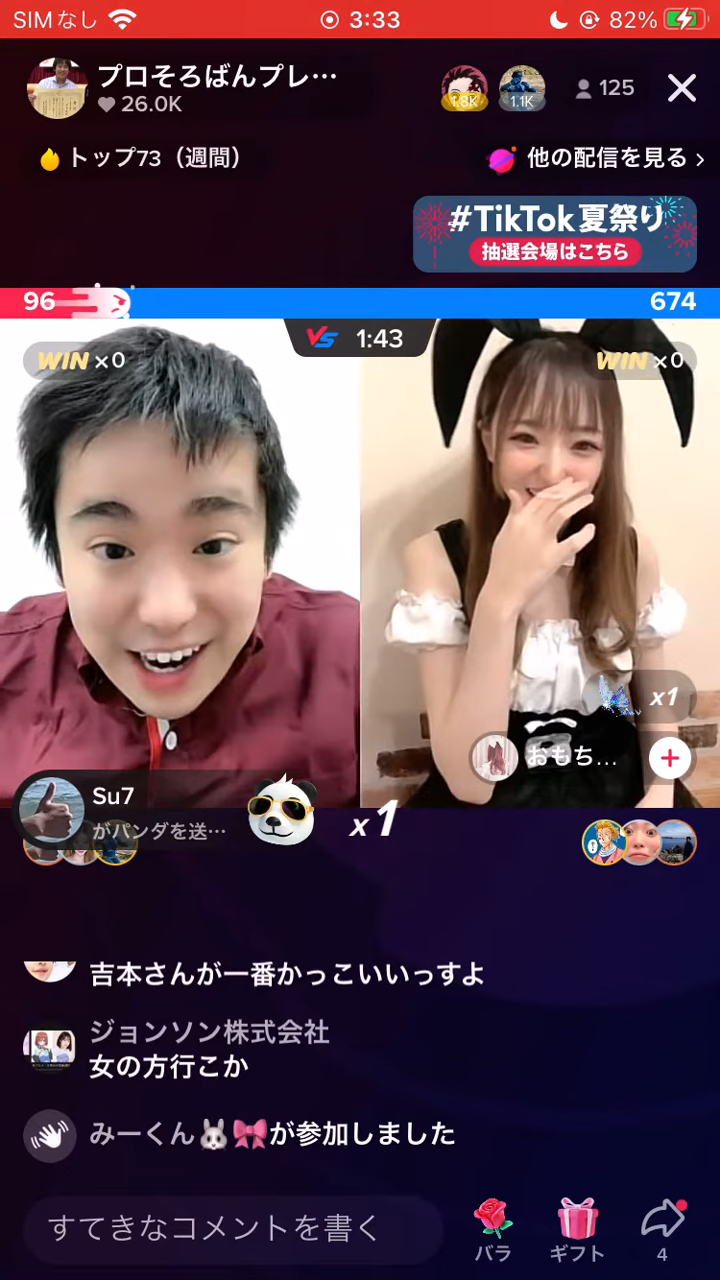 SIMなし
3:33
82%
プロそろばんプレ…
26.0K
1.8K
1.1K
125
トップ73（週間）
他の配信を見る
#TikTok夏祭り
抽選会場はこちら
96
674
WIN x0
VS 1:43
WIN x0
x1
おもち…
Su7
がパンダを送…
x1
吉本さんが一番かっこいいっすよ
ジョンソン株式会社
女の方行こか
みーくん🐰🎀が参加しました
すてきなコメントを書く
バラ
ギフト
4